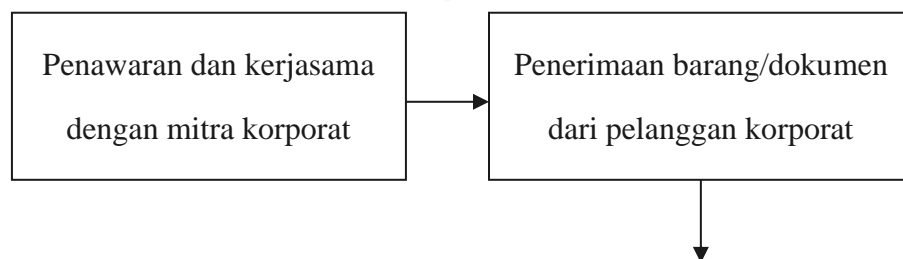 Penawaran dan kerjasama
dengan mitra korporat
Penerimaan barang/dokumen
dari pelanggan korporat